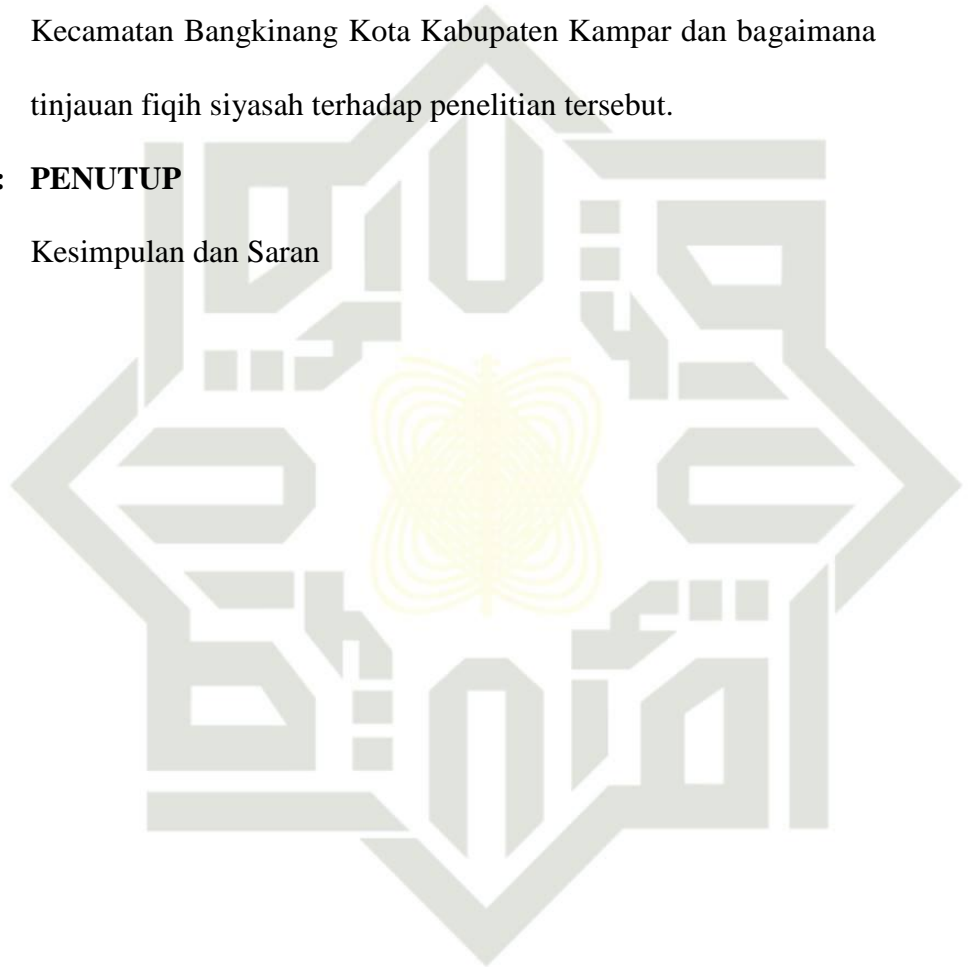 Kecamatan Bangkinang Kota Kabupaten Kampar dan bagaimana
tinjauan fiqih siyasah terhadap penelitian tersebut.
: PENUTUP
Kesimpulan dan Saran